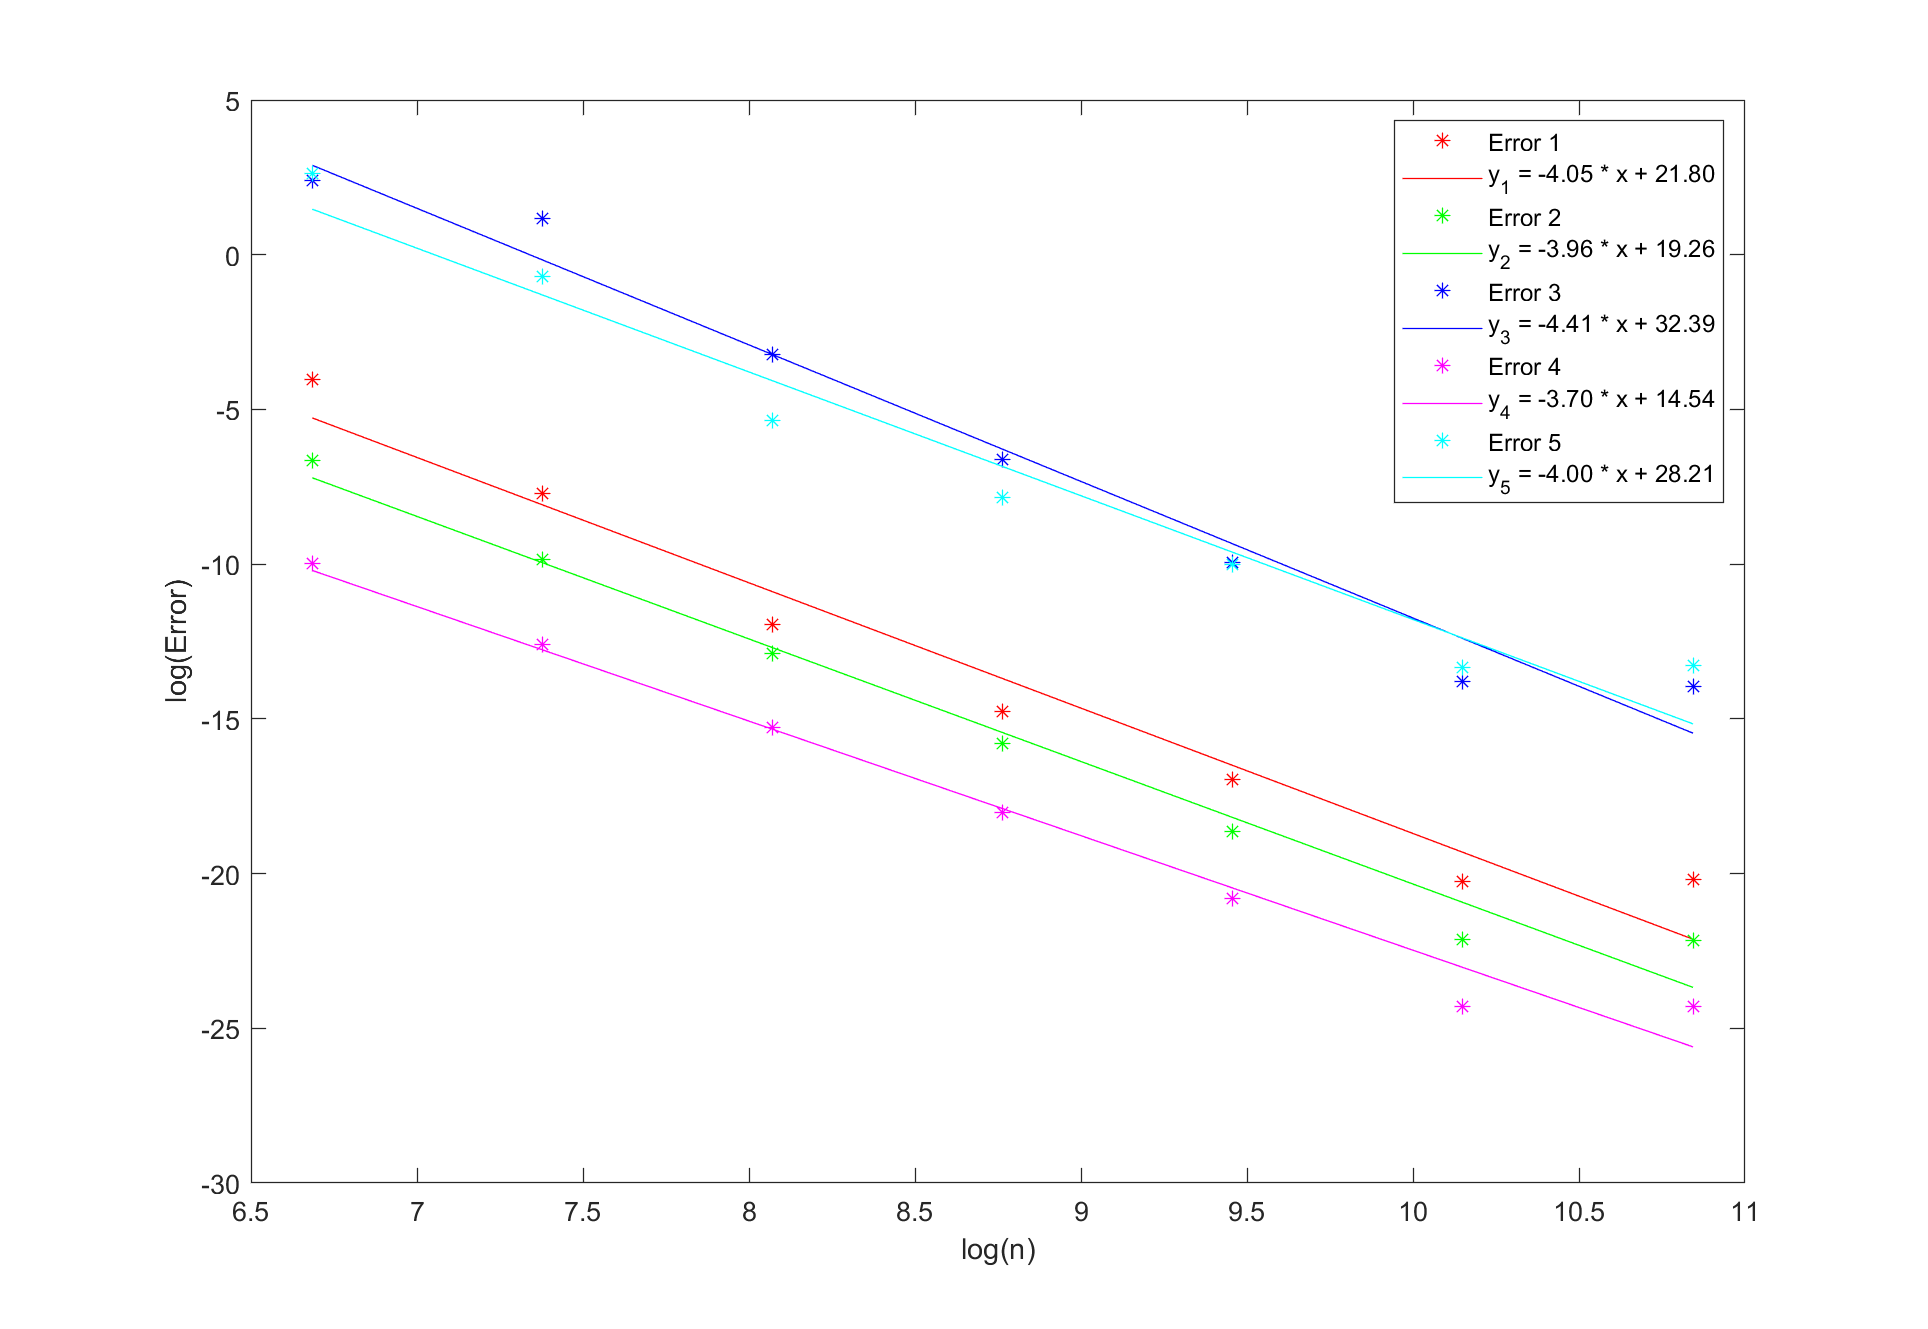 5
0
-5
-10
-15
-20
-25
-30
log(Error)
6.5 7 7.5 8 8.5 9 9.5 10 10.5 11
log(n)
Error 1
y1 = -4.05 * x + 21.80
Error 2
y2 = -3.96 * x + 19.26
Error 3
y3 = -4.41 * x + 32.39
Error 4
y4 = -3.70 * x + 14.54
Error 5
y5 = -4.00 * x + 28.21